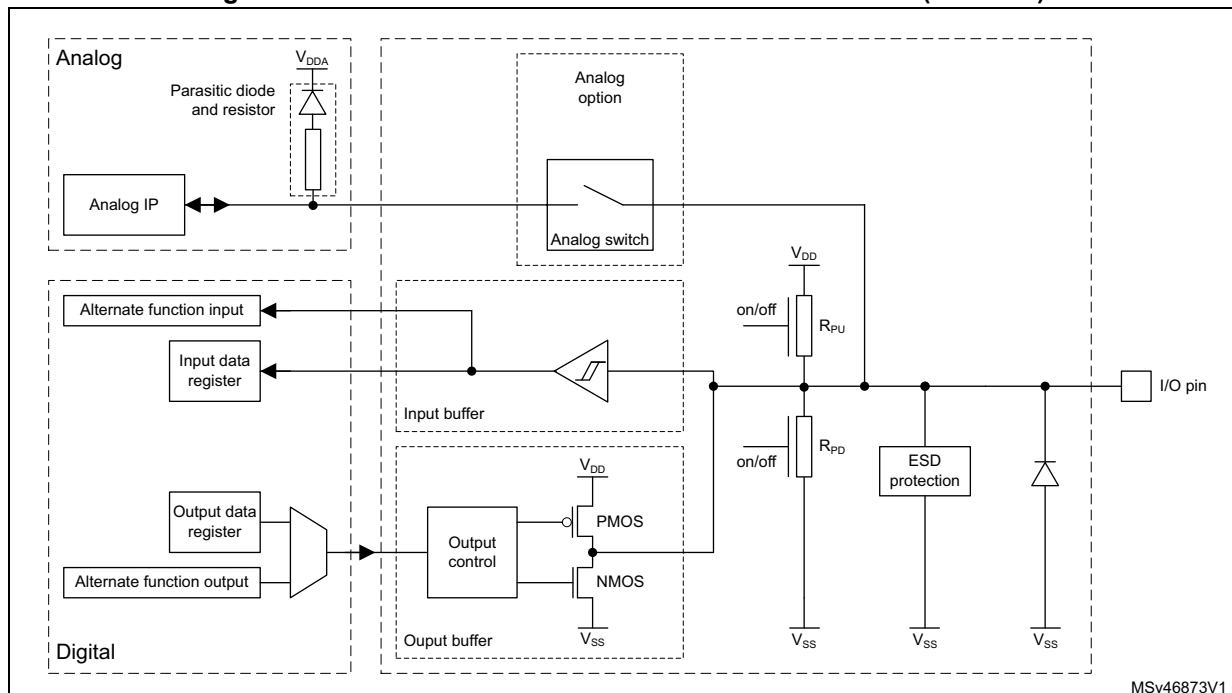 Analog
V_DDA
Parasitic diode
and resistor
Analog IP
Analog
option
Analog switch
V_DD
on/off
R_PU
I/O pin
on/off
R_PD
ESD
protection
V_SS
V_SS
V_SS
Alternate function input
Input data
register
Input buffer
Output data
register
Alternate function output
Digital
V_DD
Output
control
PMOS
NMOS
V_SS
Ouput buffer
MSv46873V1